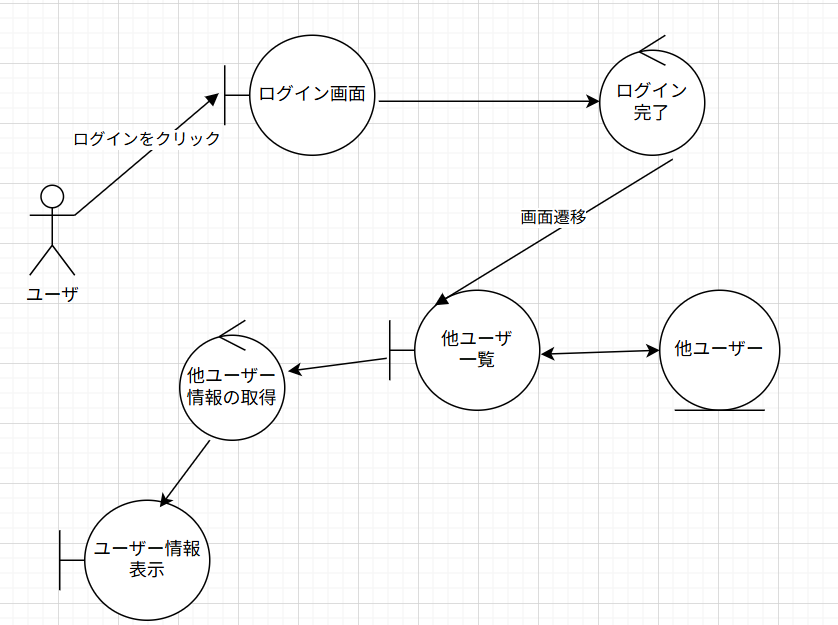 ログイン画面
ログイン
完了
ログインをクリック
画面遷移
ユーザ
他ユーザ
一覧
他ユーザー
他ユーザー
情報の取得
ユーザー情報
表示